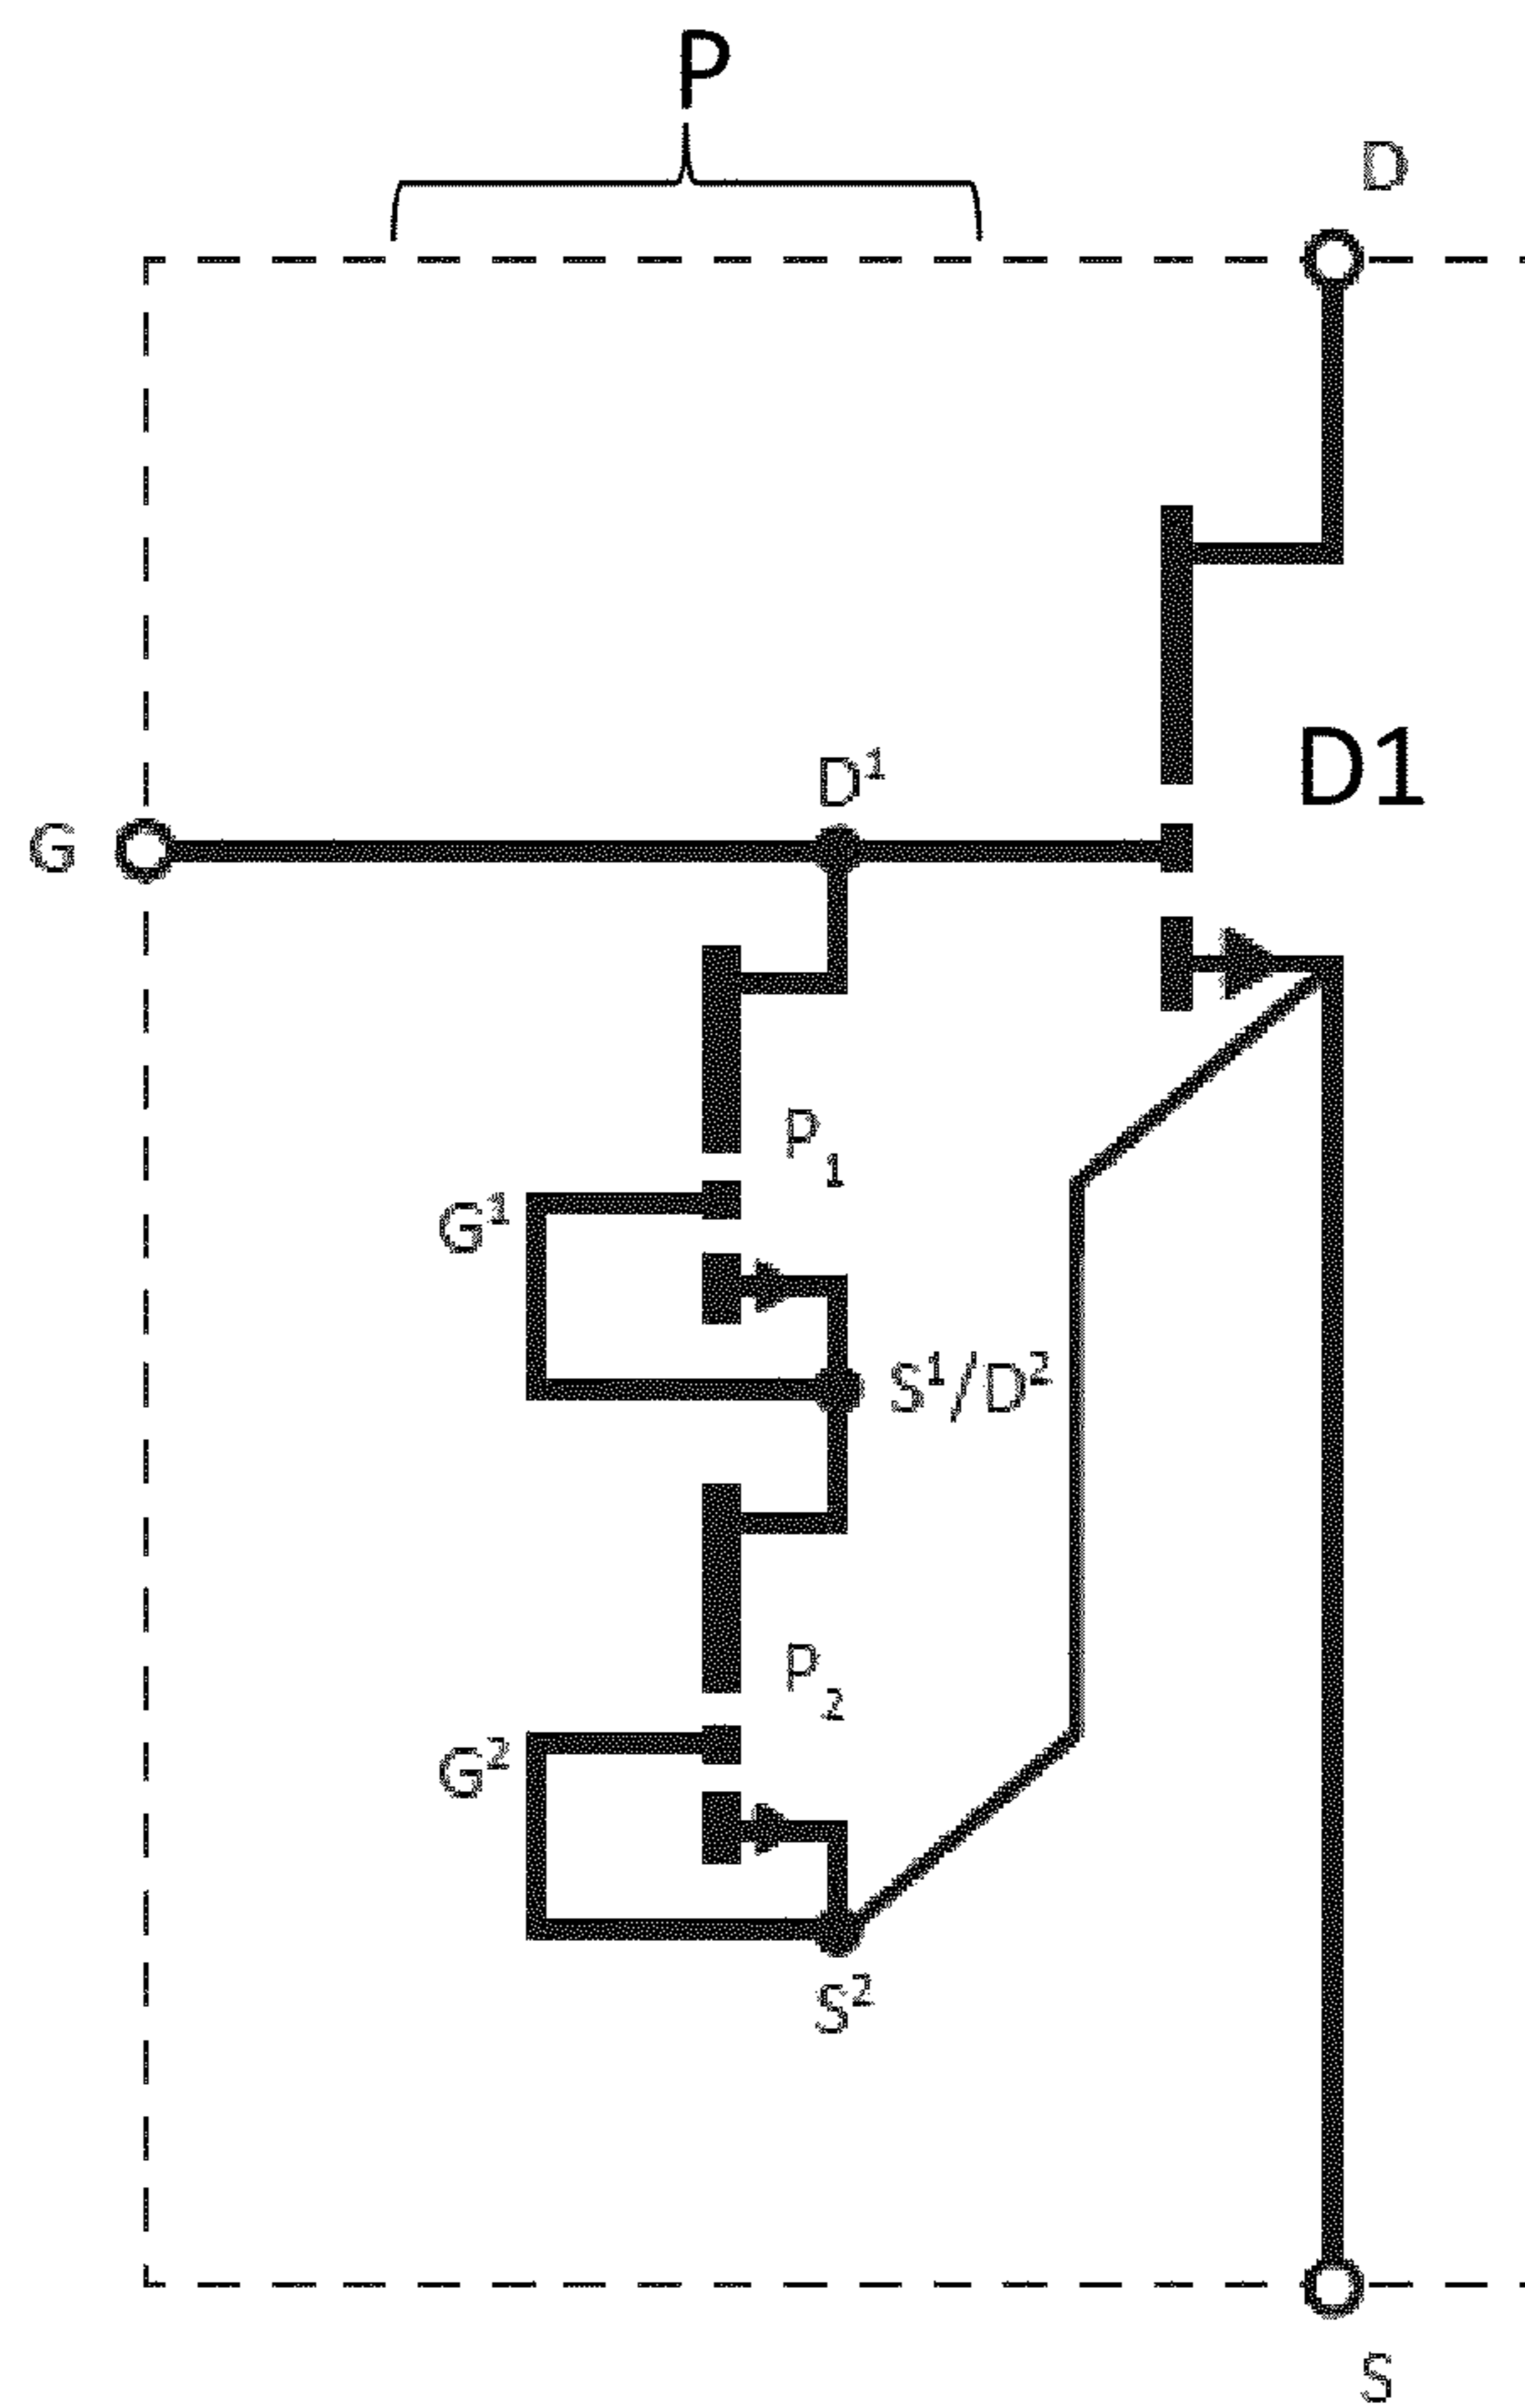 P
D
D1
D¹
G
P₁
G¹
S¹/D²
P₂
G²
S²
S